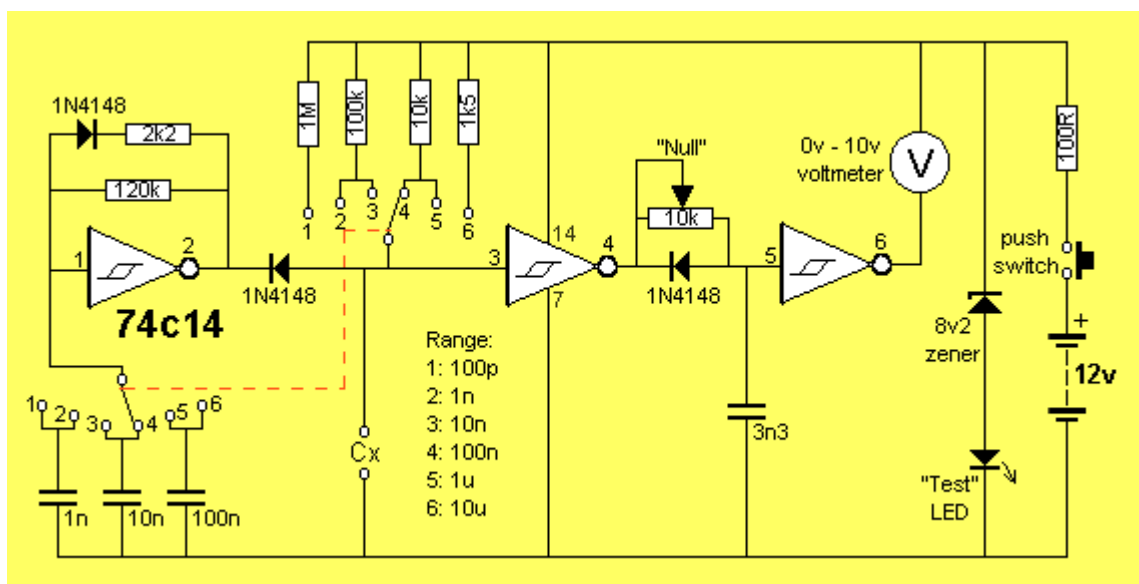 1N4148
2k2
120k
1
2
74c14
1N4148
1M
100k
10k
1k5
1
2
3
4
5
6
3
14
4
7
"Null"
10k
1N4148
5
6
0v - 10v
voltmeter
V
100R
push
switch
8v2
zener
+
12v
"Test"
LED
3n3
Cx
Range:
1: 100p
2: 1n
3: 10n
4: 100n
5: 1u
6: 10u
1
2
3
4
5
6
1n
10n
100n